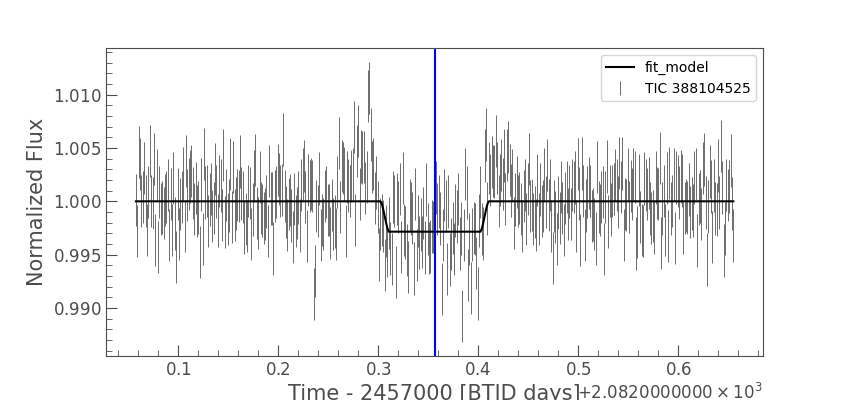 fit_model
TIC 388104525
Normalized Flux
1.010
1.005
1.000
0.995
0.990
0.1 0.2 0.3 0.4 0.5 0.6
Time - 2457000 [BTJD days]
+2.0820000000 × 10³